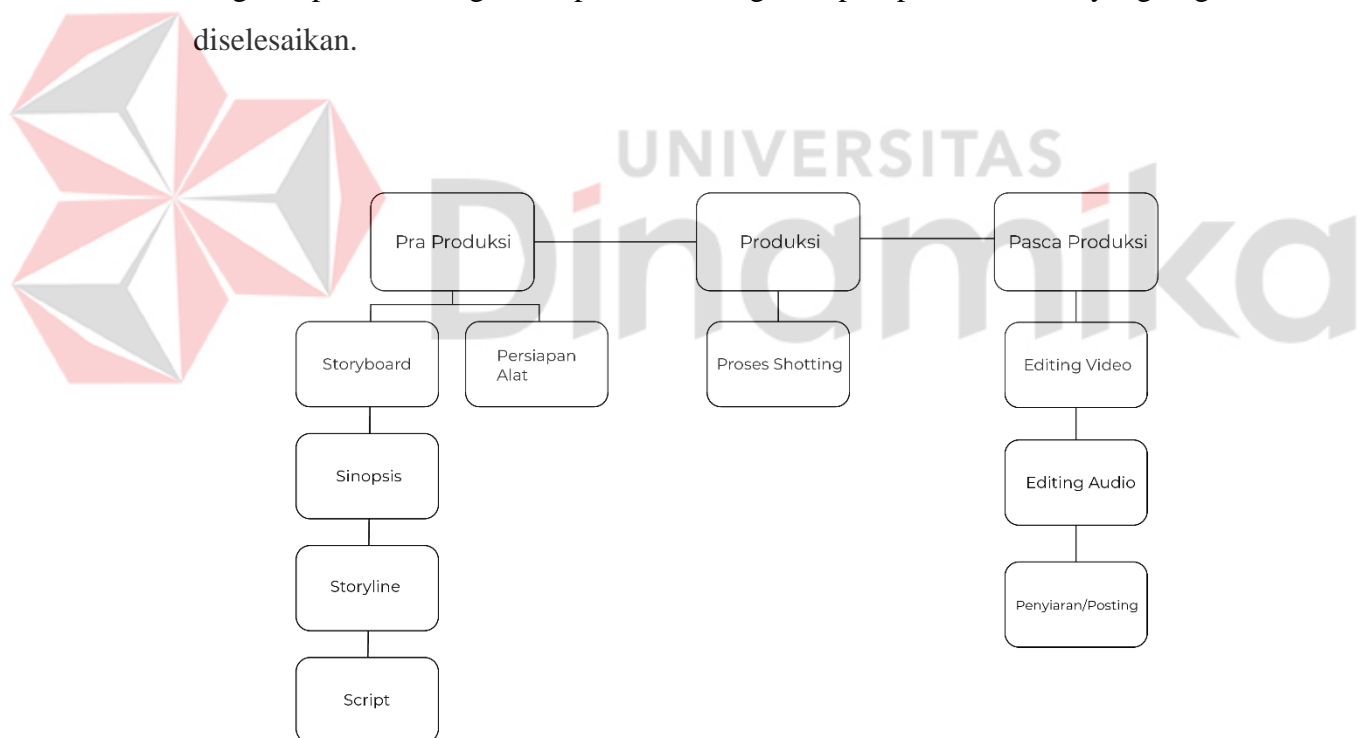 diselesaikan.
UNIVERSITAS
Dinamika
Pra Produksi
Produksi
Pasca Produksi
Storyboard
Persiapan
Alat
Proses Shotting
Editing Video
Sinopsis
Editing Audio
Storyline
Penyiaran/Posting
Script